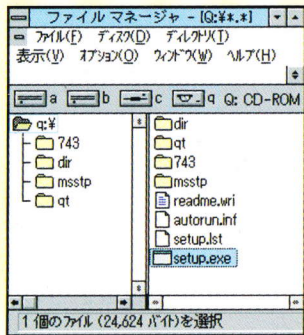 ファイル マネージャ - [Q:¥*.*]
ファイル(F) ディスク(D) ディレクトリ(T)
表示(V) オプション(O) ウィンドウ(W) ヘルプ(H)
a b c q Q: CD-ROM
q:¥
743
dir
msstp
qt
dir
qt
743
msstp
readme.wri
autorun.inf
setup.lst
setup.exe
1 個のファイル (24,624 バイト)を選択